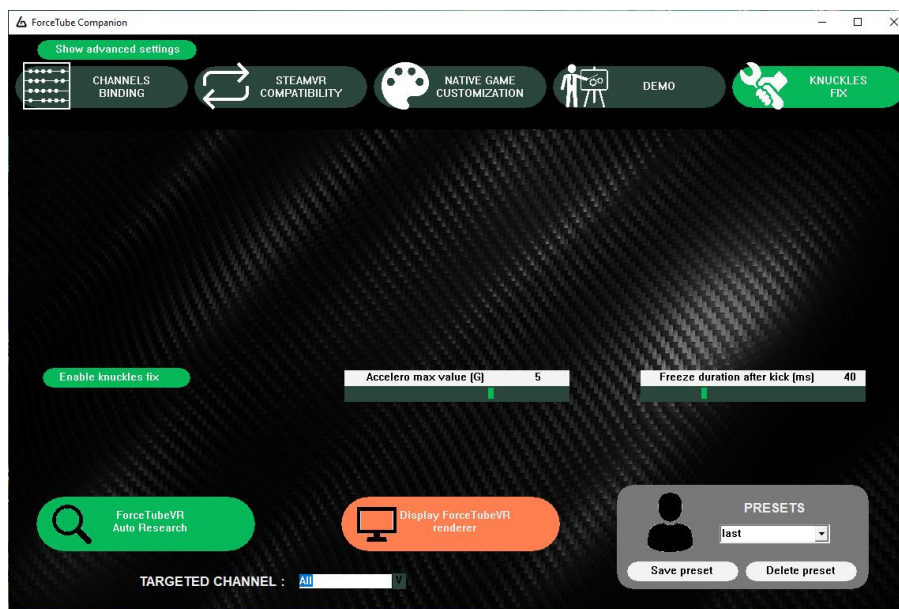 ForceTube Companion
Show advanced settings
CHANNELS
BINDING
STEAMVR
COMPATIBILITY
NATIVE GAME
CUSTOMIZATION
DEMO
KNUCKLES
FIX
Enable knuckles fix
Accelero max value (G) 5
Freeze duration after kick (ms) 40
ForceTubeVR
Auto Research
Display ForceTubeVR
renderer
PRESETS
last
Save preset
Delete preset
TARGETED CHANNEL : All V